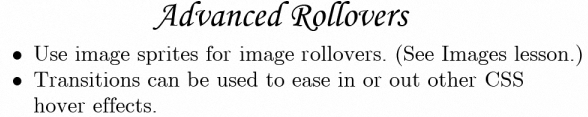 Advanced Rollovers
• Use image sprites for image rollovers. (See Images lesson.)
• Transitions can be used to ease in or out other CSS
hover effects.